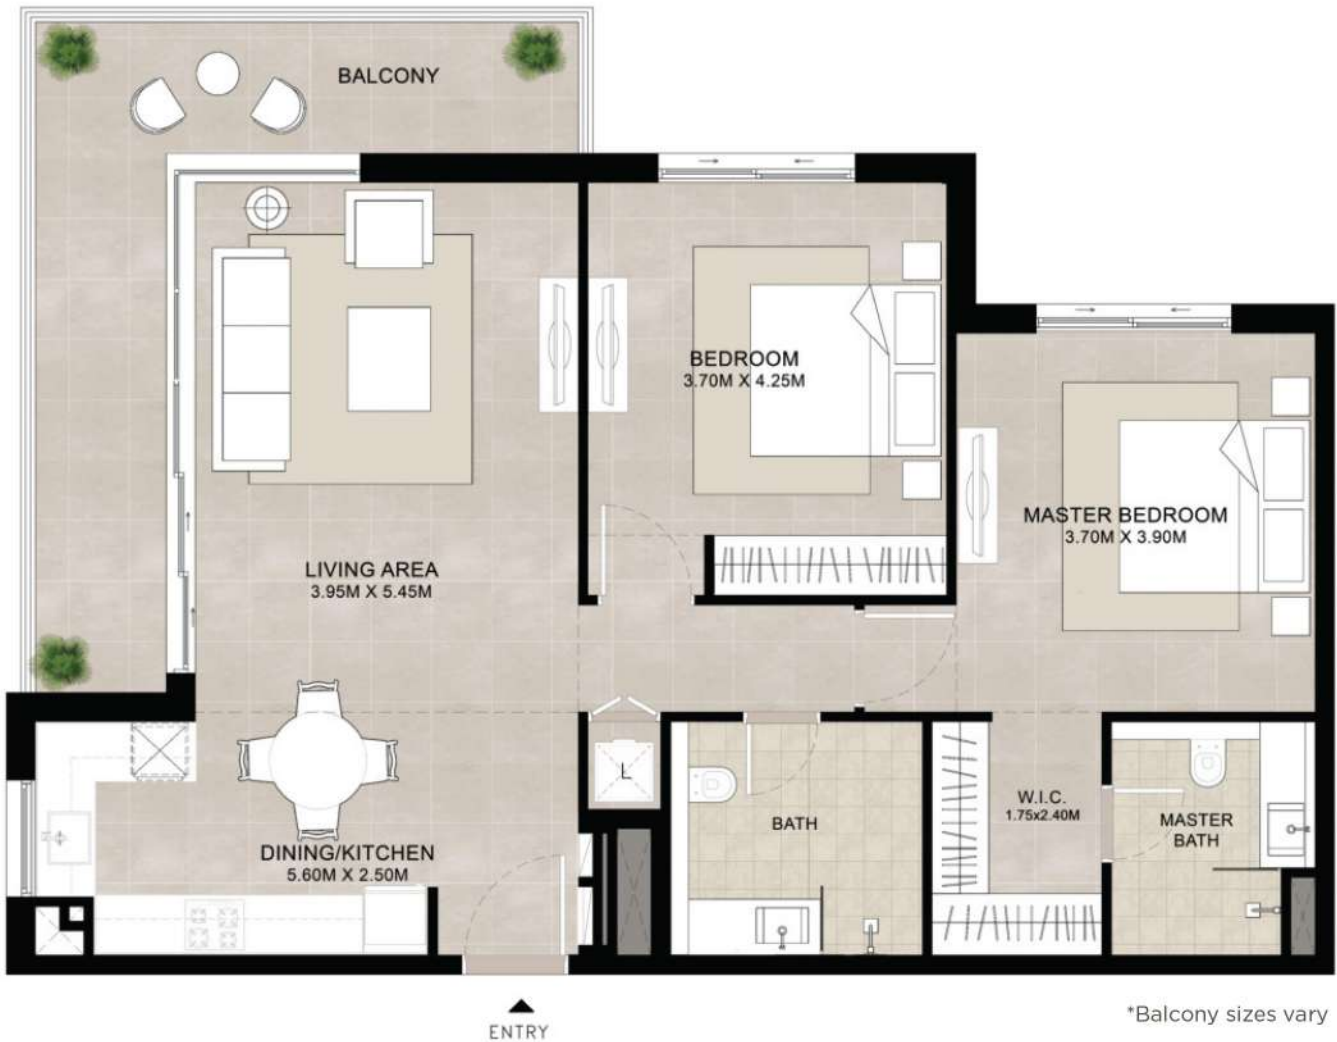 BALCONY
BEDROOM
3.70M X 4.25M
MASTER BEDROOM
3.70M X 3.90M
LIVING AREA
3.95M X 5.45M
L
W.I.C.
1.75x2.40M
BATH
MASTER
BATH
DINING/KITCHEN
5.60M X 2.50M
ENTRY
*Balcony sizes vary